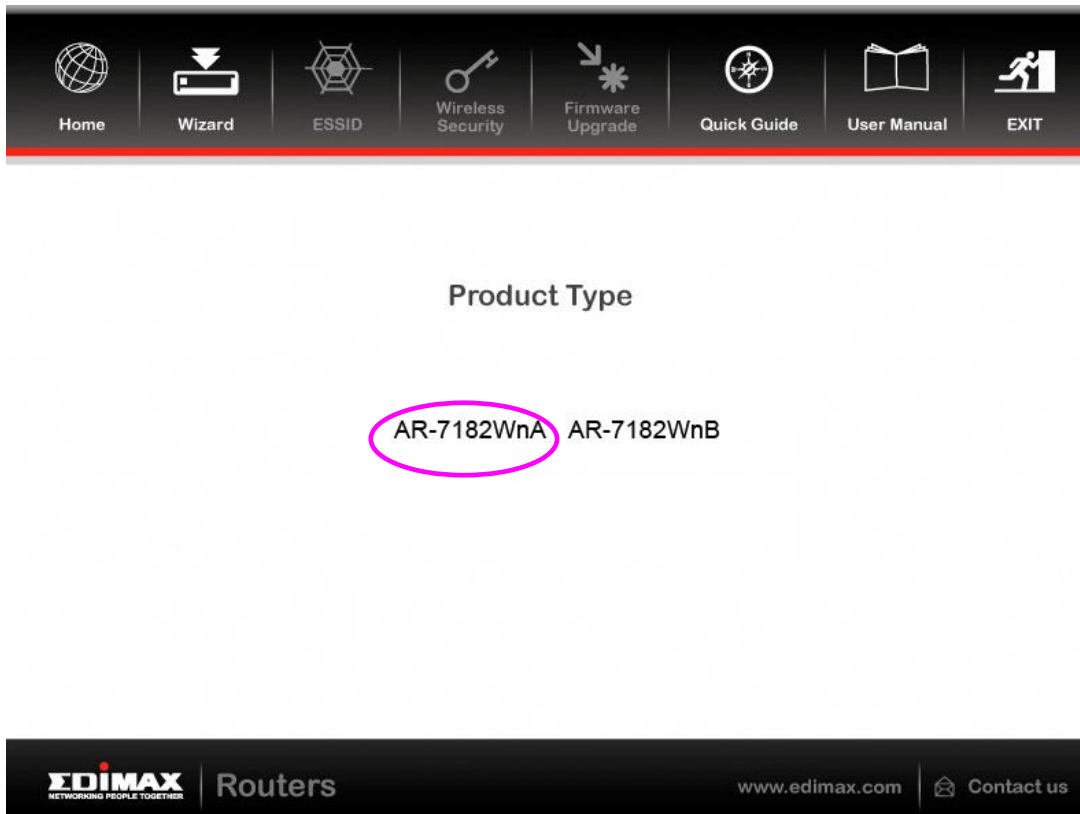 Home
Wizard
ESSID
Wireless
Security
Firmware
Upgrade
Quick Guide
User Manual
EXIT
Product Type
AR-7182WnA AR-7182WnB
EDIMAX
NETWORKING PEOPLE TOGETHER
Routers
www.edimax.com
Contact us